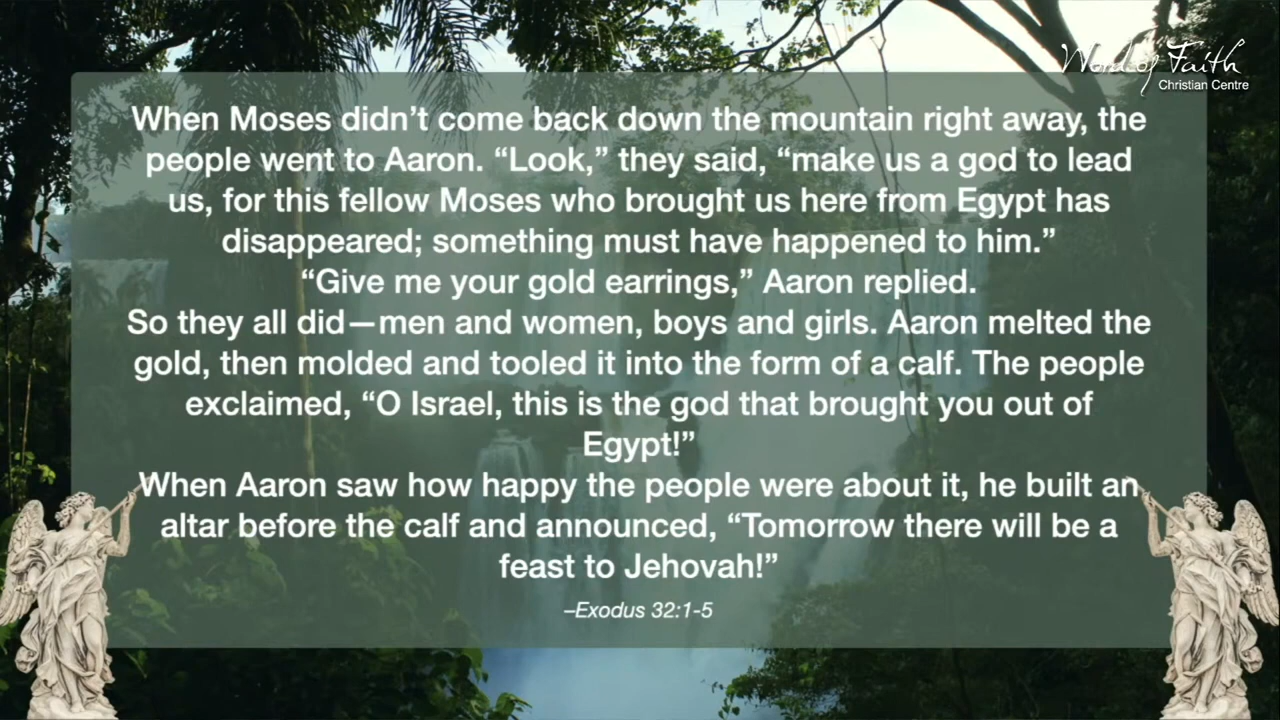 Word of Faith
Christian Centre
When Moses didn’t come back down the mountain right away, the
people went to Aaron. “Look,” they said, “make us a god to lead
us, for this fellow Moses who brought us here from Egypt has
disappeared; something must have happened to him.”
“Give me your gold earrings,” Aaron replied.
So they all did—men and women, boys and girls. Aaron melted the
gold, then molded and tooled it into the form of a calf. The people
exclaimed, “O Israel, this is the god that brought you out of
Egypt!”
When Aaron saw how happy the people were about it, he built an
altar before the calf and announced, “Tomorrow there will be a
feast to Jehovah!”
–Exodus 32:1-5